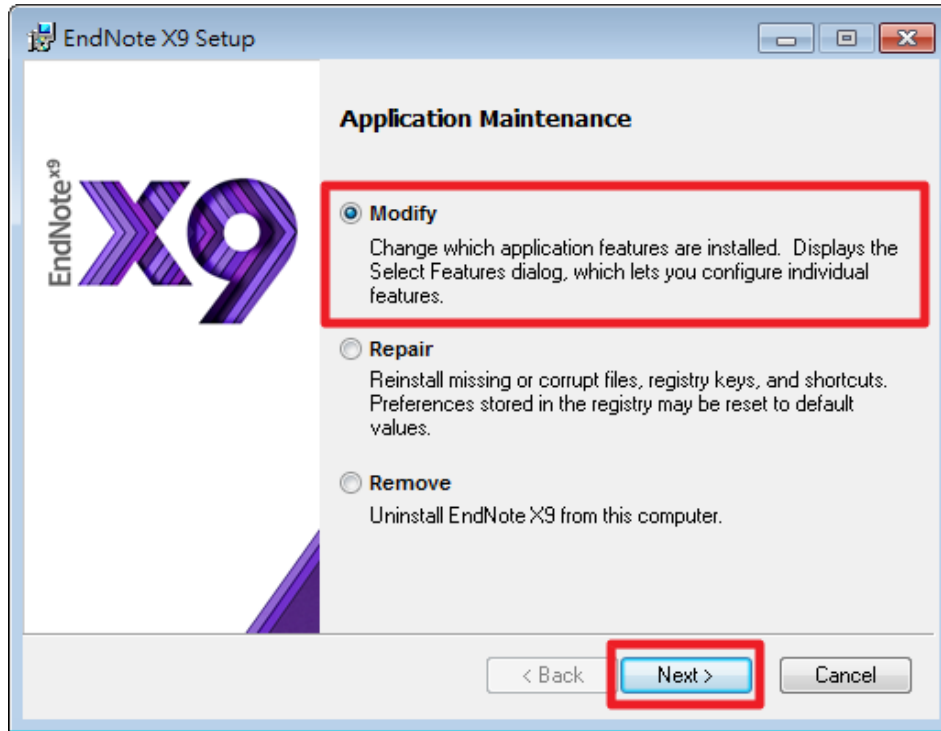 EndNote X9 Setup
Application Maintenance
EndNote x9
X9
Modify
Change which application features are installed. Displays the
Select Features dialog, which lets you configure individual
features.
Repair
Reinstall missing or corrupt files, registry keys, and shortcuts.
Preferences stored in the registry may be reset to default
values.
Remove
Uninstall EndNote X9 from this computer.
< Back
Next >
Cancel